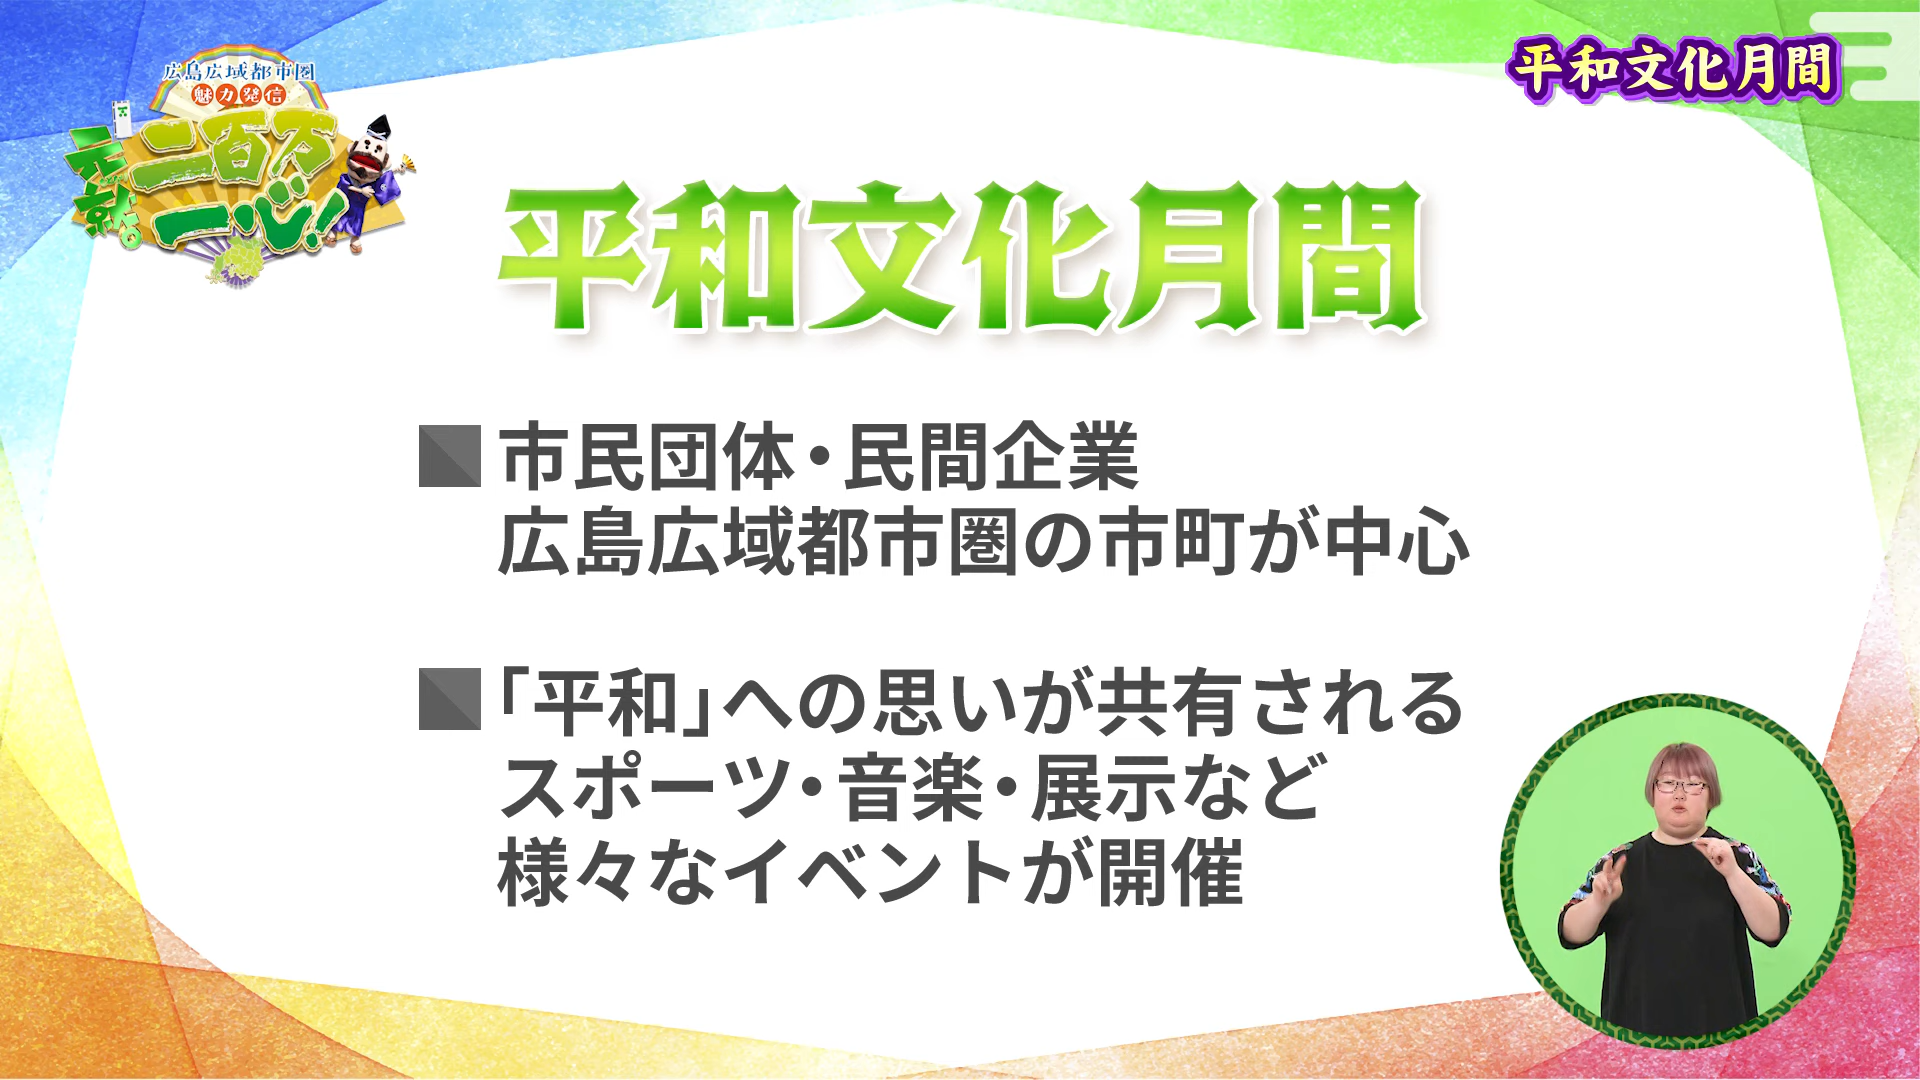 広島広域都市圏
魅力発信
元就。
二百万
一心!
平和文化月間
平和文化月間
■市民団体・民間企業
広島広域都市圏の市町が中心
■「平和」への思いが共有される
スポーツ・音楽・展示など
様々なイベントが開催